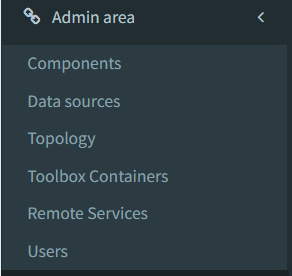 Admin area
Components
Data sources
Topology
Toolbox Containers
Remote Services
Users